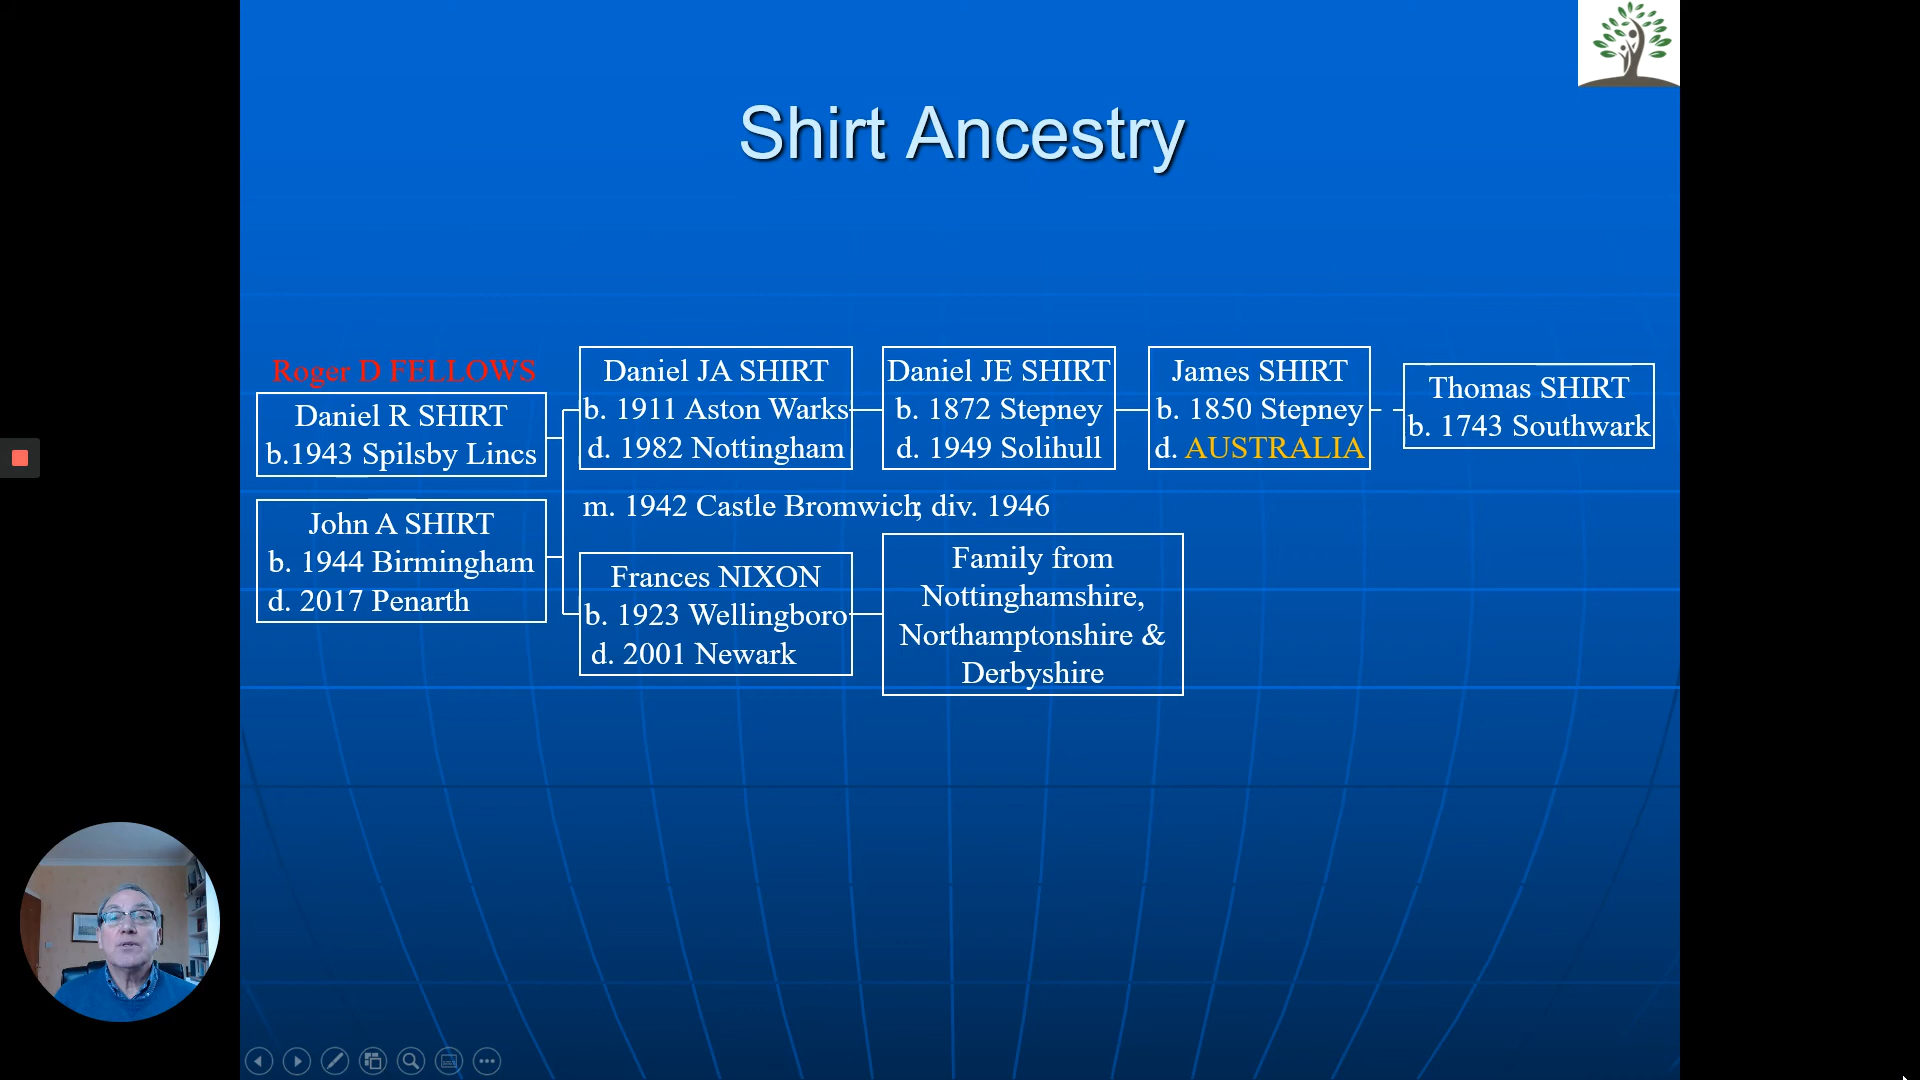 Shirt Ancestry
Roger D FELLOWS
Daniel R SHIRT
b.1943 Spilsby Lincs
John A SHIRT
b. 1944 Birmingham
d. 2017 Penarth
Daniel JA SHIRT
b. 1911 Aston Warks
d. 1982 Nottingham
m. 1942 Castle Bromwich; div. 1946
Frances NIXON
b. 1923 Wellingboro
d. 2001 Newark
Daniel JE SHIRT
b. 1872 Stepney
d. 1949 Solihull
Family from
Nottinghamshire,
Northamptonshire &
Derbyshire
James SHIRT
b. 1850 Stepney
d. AUSTRALIA
Thomas SHIRT
b. 1743 Southwark